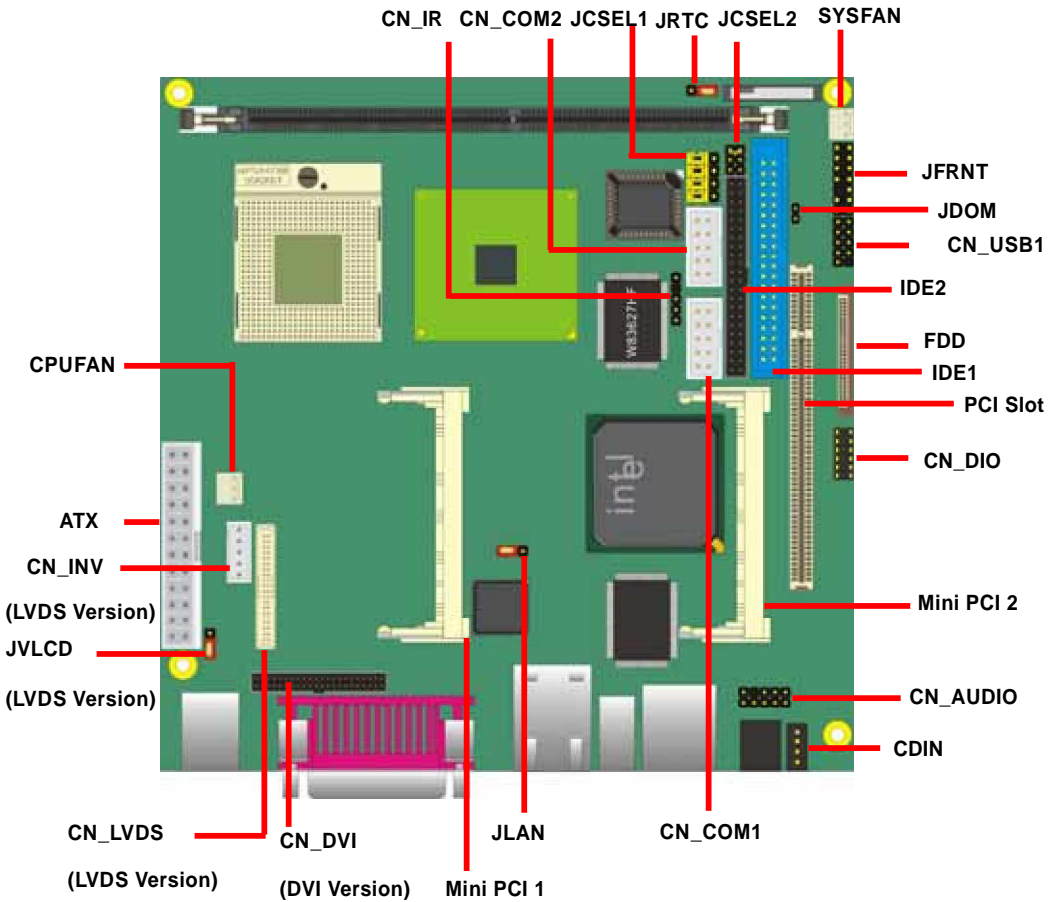 CN_IR CN_COM2 JCSEL1 JRTC JCSEL2 SYSFAN
JFRNT
JDOM
CN_USB1
IDE2
W83627HF
FDD
CPUFAN
IDE1
PCI Slot
CN_DIO
intel
ATX
CN_INV
(LVDS Version)
Mini PCI 2
JVLCD
(LVDS Version)
CN_AUDIO
CDIN
CN_LVDS
(LVDS Version)
CN_DVI
(DVI Version)
JLAN
CN_COM1
Mini PCI 1